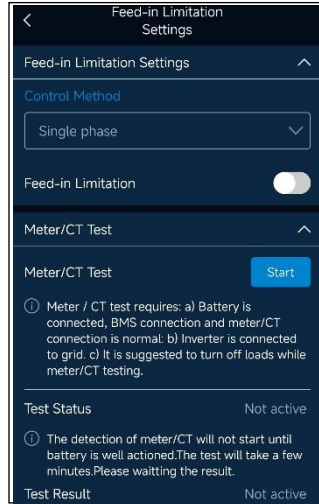 Feed-in Limitation
Settings
Feed-in Limitation Settings
Control Method
Single phase
Feed-in Limitation
Meter/CT Test
Meter/CT Test
Start
Meter / CT test requires: a) Battery is
connected, BMS connection and meter/CT
connection is normal: b) Inverter is connected
to grid. c) It is suggested to turn off loads while
meter/CT testing.
Test Status
Not active
The detection of meter/CT will not start until
battery is well actioned.The test will take a few
minutes.Please waitting the result.
Test Result
Not active